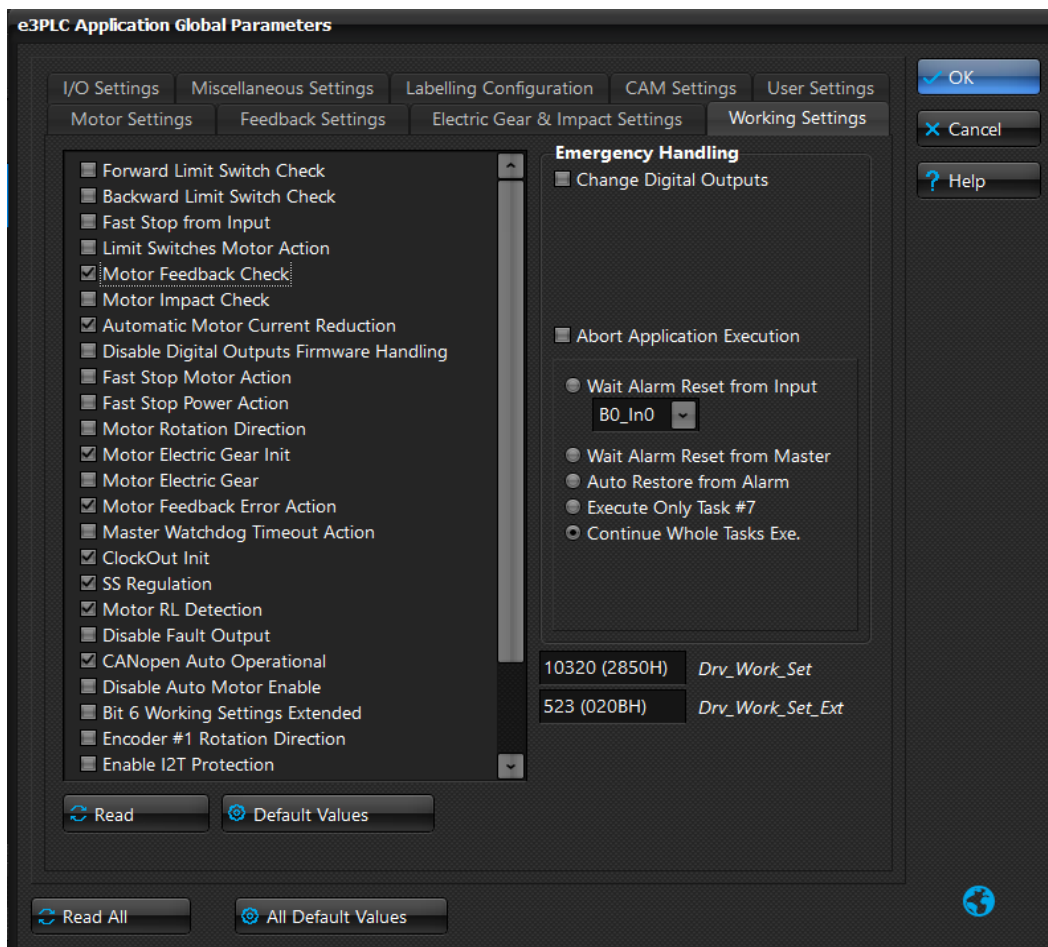 e3PLC Application Global Parameters
I/O Settings
Miscellaneous Settings
Labelling Configuration
CAM Settings
User Settings
Motor Settings
Feedback Settings
Electric Gear & Impact Settings
Working Settings
OK
Cancel
? Help
Forward Limit Switch Check
Backward Limit Switch Check
Fast Stop from Input
Limit Switches Motor Action
Motor Feedback Check
Motor Impact Check
Automatic Motor Current Reduction
Disable Digital Outputs Firmware Handling
Fast Stop Motor Action
Fast Stop Power Action
Motor Rotation Direction
Motor Electric Gear Init
Motor Electric Gear
Motor Feedback Error Action
Master Watchdog Timeout Action
ClockOut Init
SS Regulation
Motor RL Detection
Disable Fault Output
CANopen Auto Operational
Disable Auto Motor Enable
Bit 6 Working Settings Extended
Encoder #1 Rotation Direction
Enable I2T Protection
Emergency Handling
Change Digital Outputs
Abort Application Execution
Wait Alarm Reset from Input
B0_In0
Wait Alarm Reset from Master
Auto Restore from Alarm
Execute Only Task #7
Continue Whole Tasks Exe.
10320 (2850H) Drv_Work_Set
523 (020BH) Drv_Work_Set_Ext
Read
Default Values
Read All
All Default Values